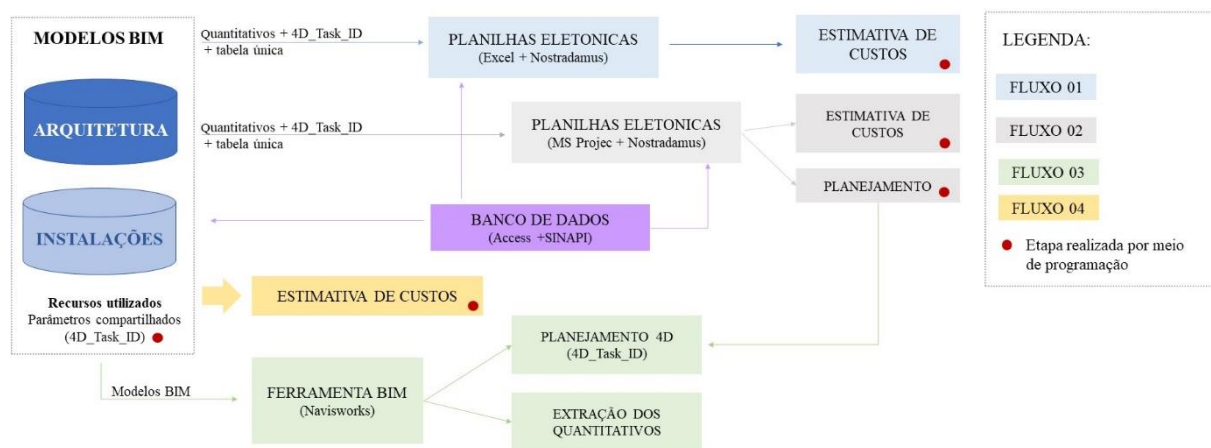 MODELOS BIM
ARQUITETURA
INSTALAÇÕES
Recursos utilizados
Parâmetros compartilhados
(4D_Task_ID)
Quantitativos + 4D_Task_ID
+ tabela única
PLANILHAS ELETONICAS
(Excel + Nostradamus)
ESTIMATIVA DE
CUSTOS
Quantitativos + 4D_Task_ID
+ tabela única
PLANILHAS ELETONICAS
(MS Projec + Nostradamus)
ESTIMATIVA DE
CUSTOS
PLANEJAMENTO
BANCO DE DADOS
(Access +SINAPI)
ESTIMATIVA DE CUSTOS
Modelos BIM
FERRAMENTA BIM
(Navisworks)
PLANEJAMENTO 4D
(4D_Task_ID)
EXTRAÇÃO DOS
QUANTITATIVOS
LEGENDA:
FLUXO 01
FLUXO 02
FLUXO 03
FLUXO 04
Etapa realizada por meio
de programação